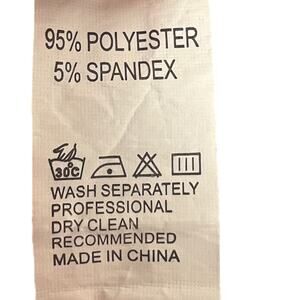 95% POLYESTER
5% SPANDEX
30°C
WASH SEPARATELY
PROFESSIONAL
DRY CLEAN
RECOMMENDED
MADE IN CHINA